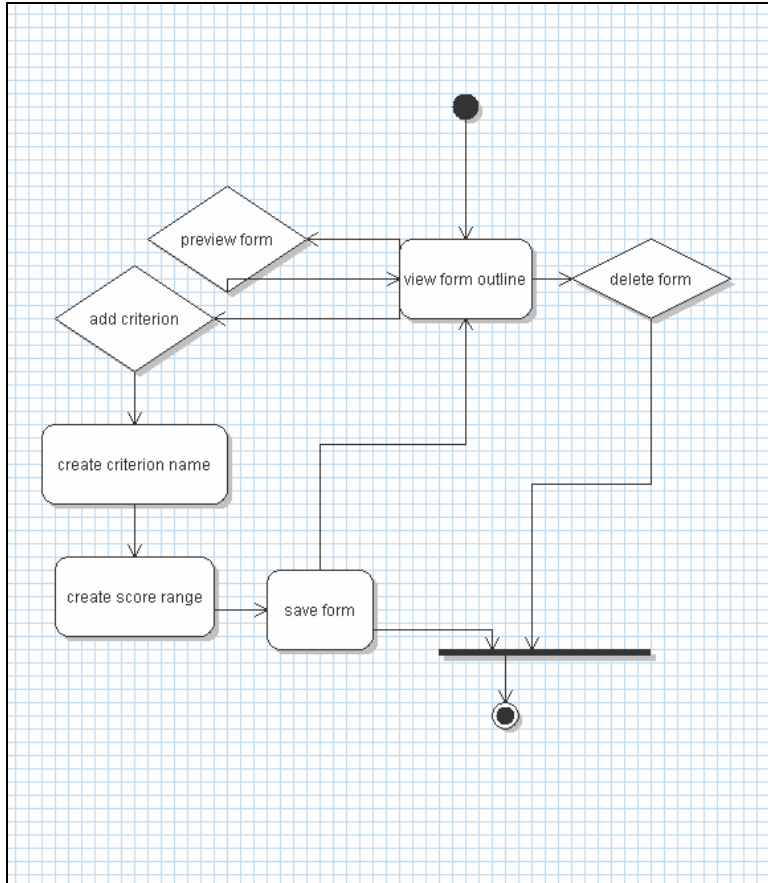 preview form
view form outline
delete form
add criterion
create criterion name
create score range
save form